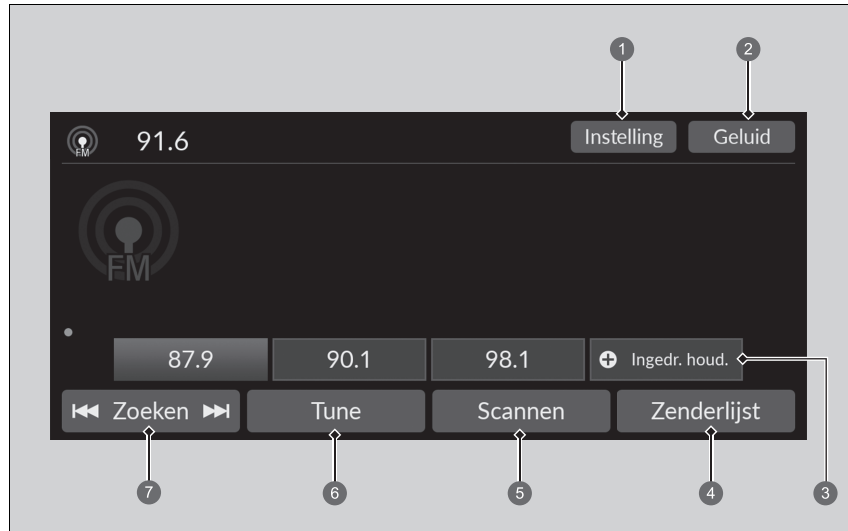 1 2
FM 91.6 Instelling Geluid
FM
87.9 90.1 98.1 Ingedr. houd.
Zoeken Tune Scannen Zenderlijst
7 6 5 4 3